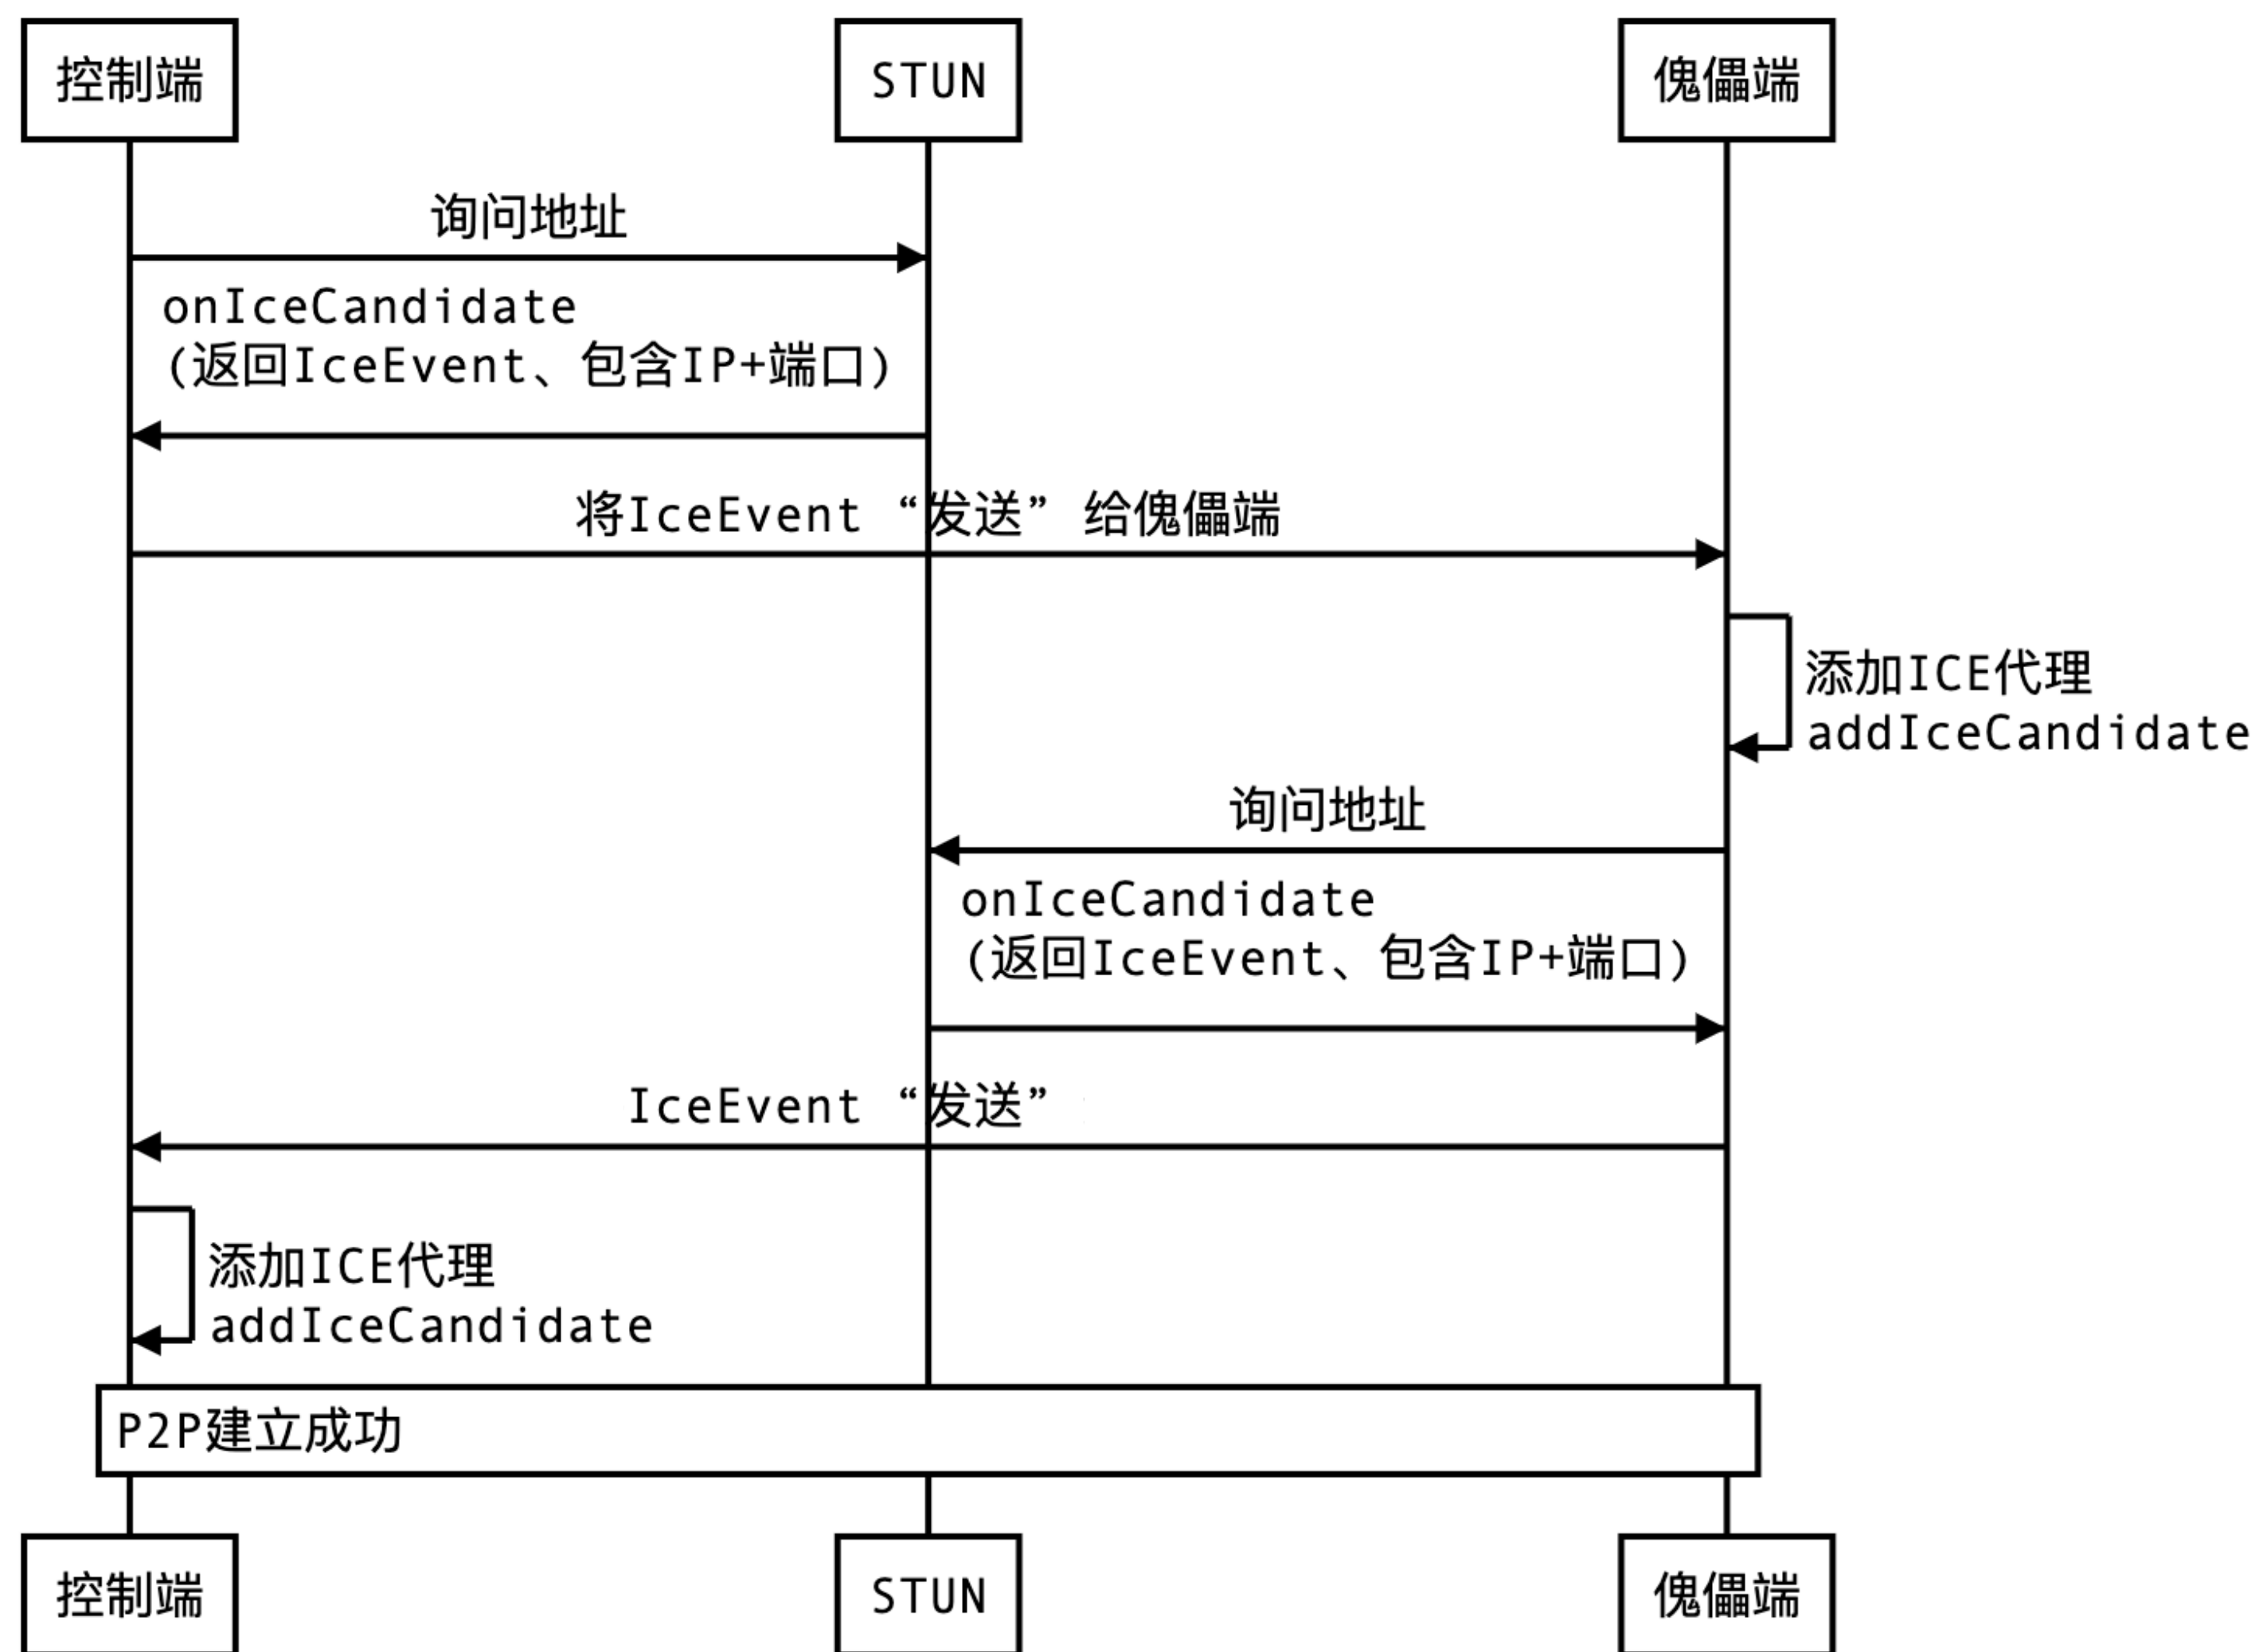 控制端
STUN
傀儡端
询问地址
onIceCandidate
(返回IceEvent、包含IP+端口)
将IceEvent “发送” 给傀儡端
添加ICE代理
addIceCandidate
询问地址
onIceCandidate
(返回IceEvent、包含IP+端口)
IceEvent “发送”
添加ICE代理
addIceCandidate
P2P建立成功
控制端
STUN
傀儡端